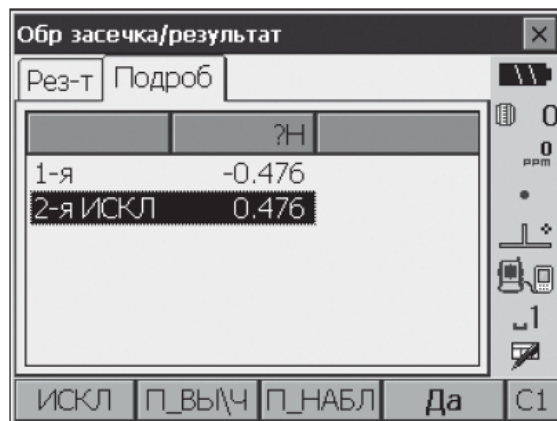 Обр засечка/результат
Рез-т Подроб
?H
1-я -0.476
2-я ИСКЛ 0.476
0
0
PPM
1
ИСКЛ П_ВЫ\Ч П_НАБЛ Да С1